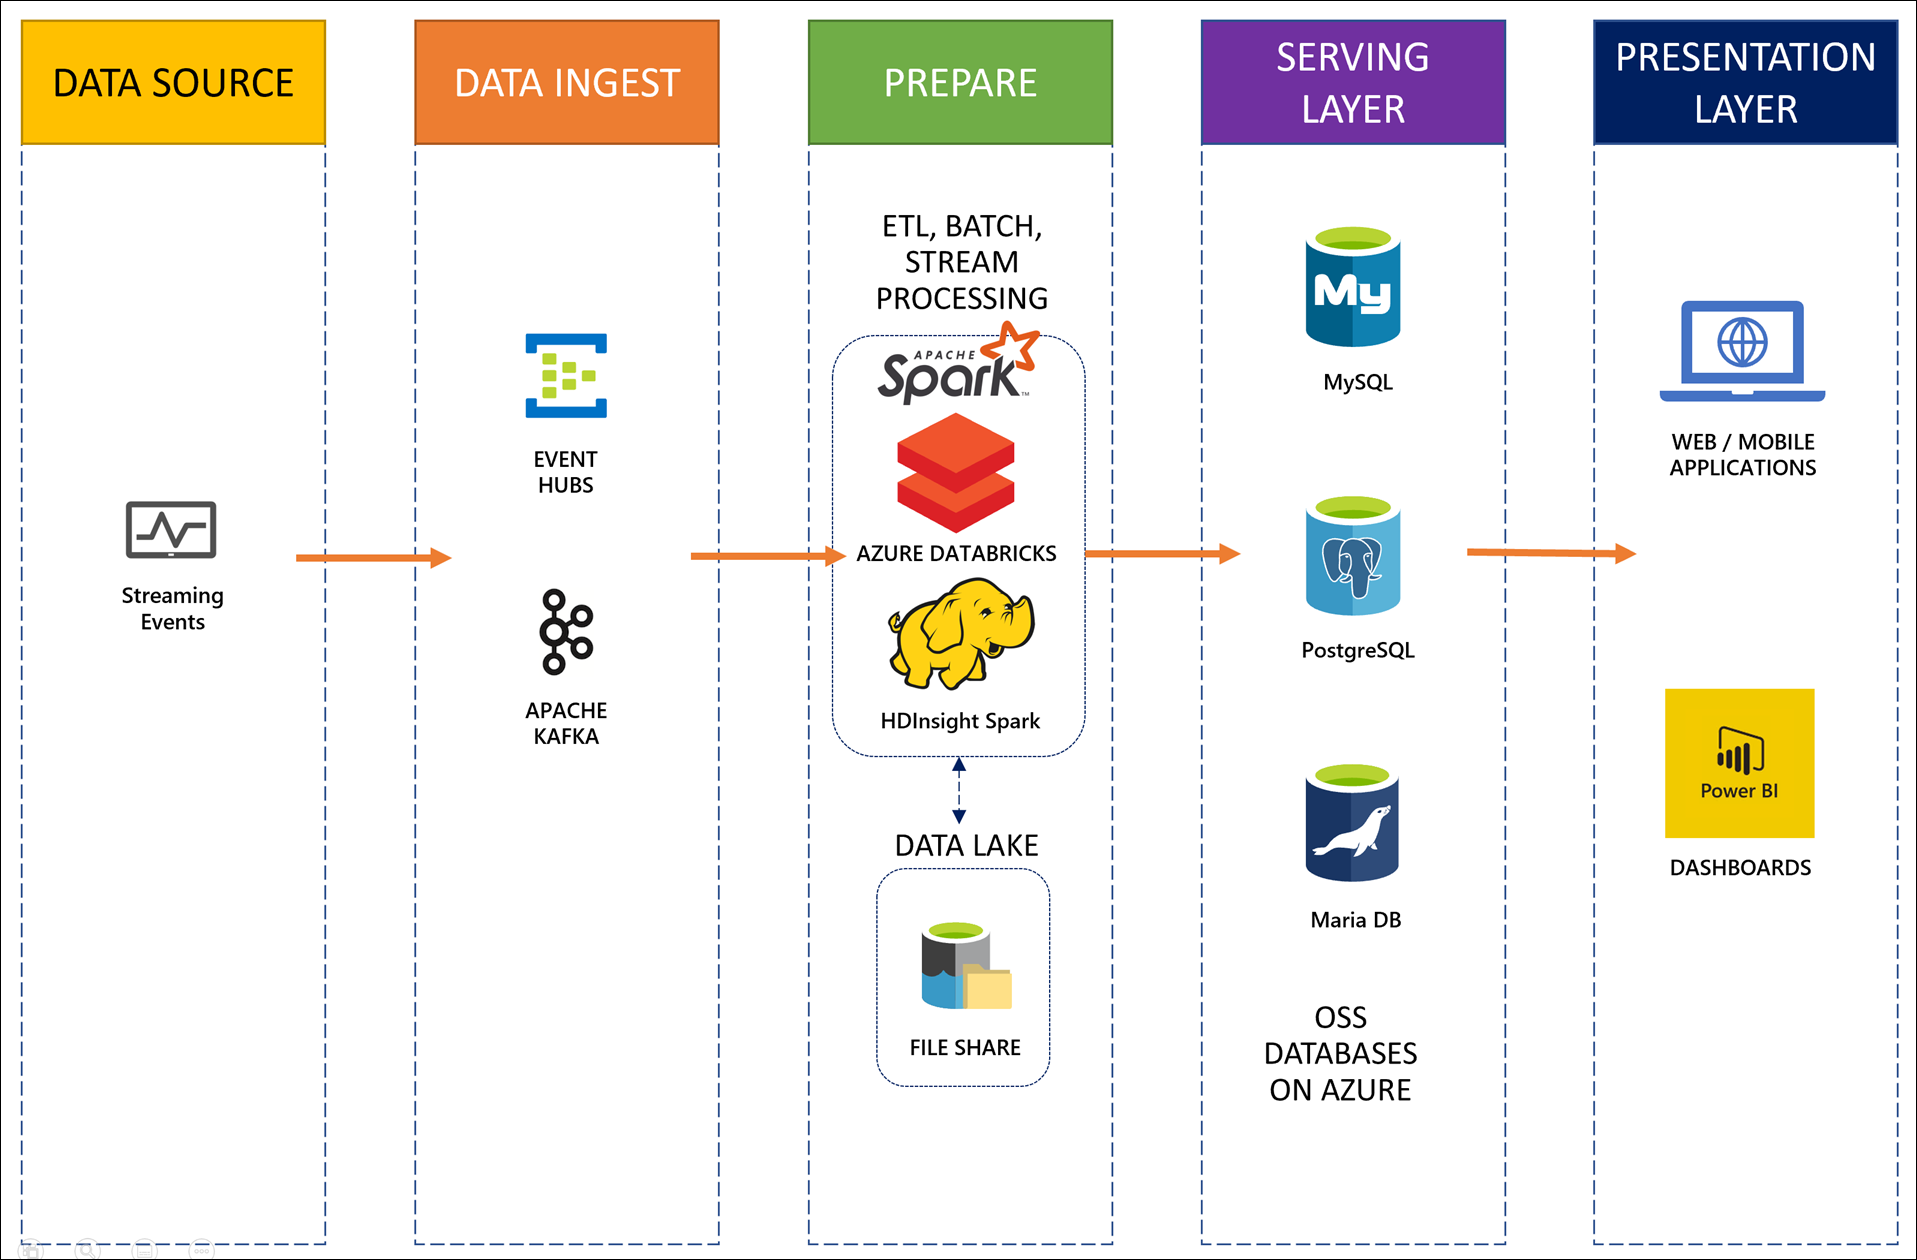 DATA SOURCE
DATA INGEST
PREPARE
SERVING
LAYER
PRESENTATION
LAYER
Streaming
Events
EVENT
HUBS
APACHE
KAFKA
ETL, BATCH,
STREAM
PROCESSING
APACHE
Spark™
AZURE DATABRICKS
HDInsight Spark
DATA LAKE
FILE SHARE
My
MySQL
PostgreSQL
Maria DB
OSS
DATABASES
ON AZURE
WEB / MOBILE
APPLICATIONS
Power BI
DASHBOARDS